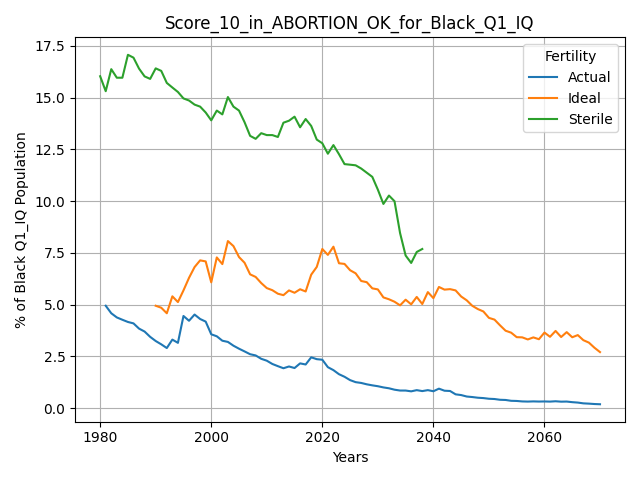 Score_10_in_ABORTION_OK_for_Black_Q1_IQ
Fertility
Actual
Ideal
Sterile
% of Black Q1_IQ Population
17.5
15.0
12.5
10.0
7.5
5.0
2.5
0.0
1980 2000 2020 2040 2060
Years